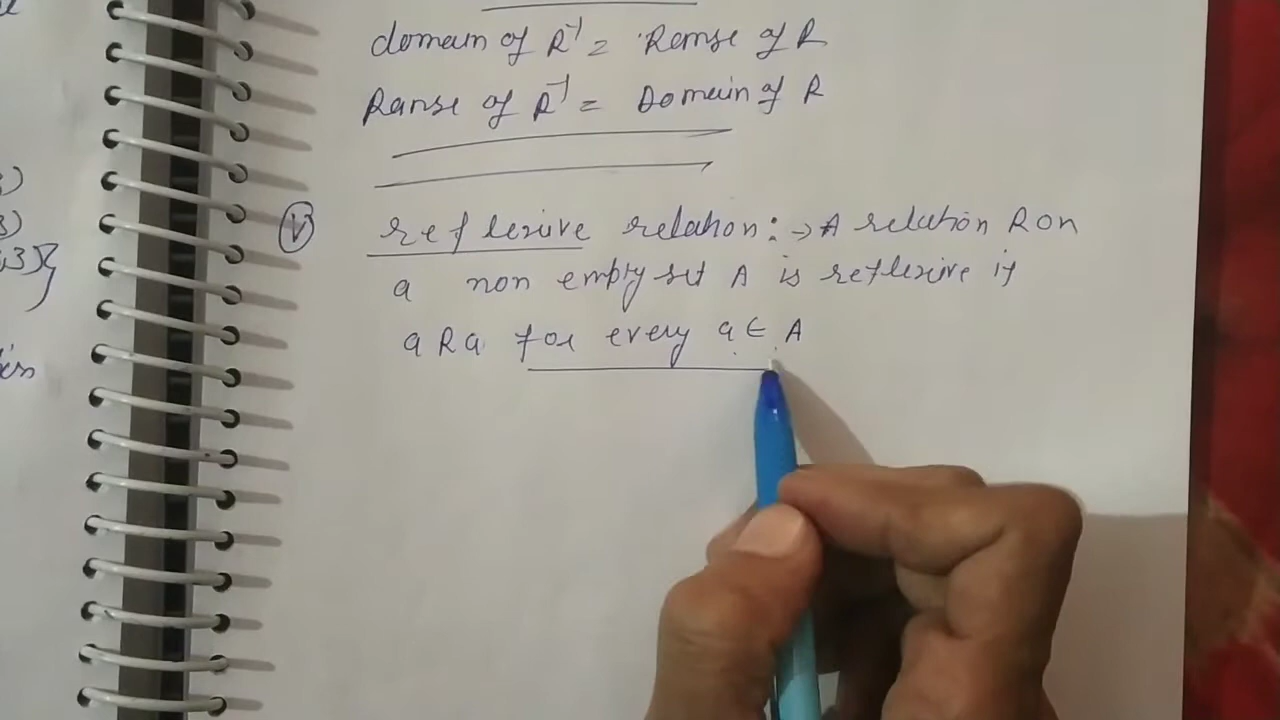 domain of R⁻¹ = Range of R
Range of R⁻¹ = Domain of R
(V) reflexive relation :→ A relation R on
a non empty set A is reflexive if
a R a for every a ∈ A